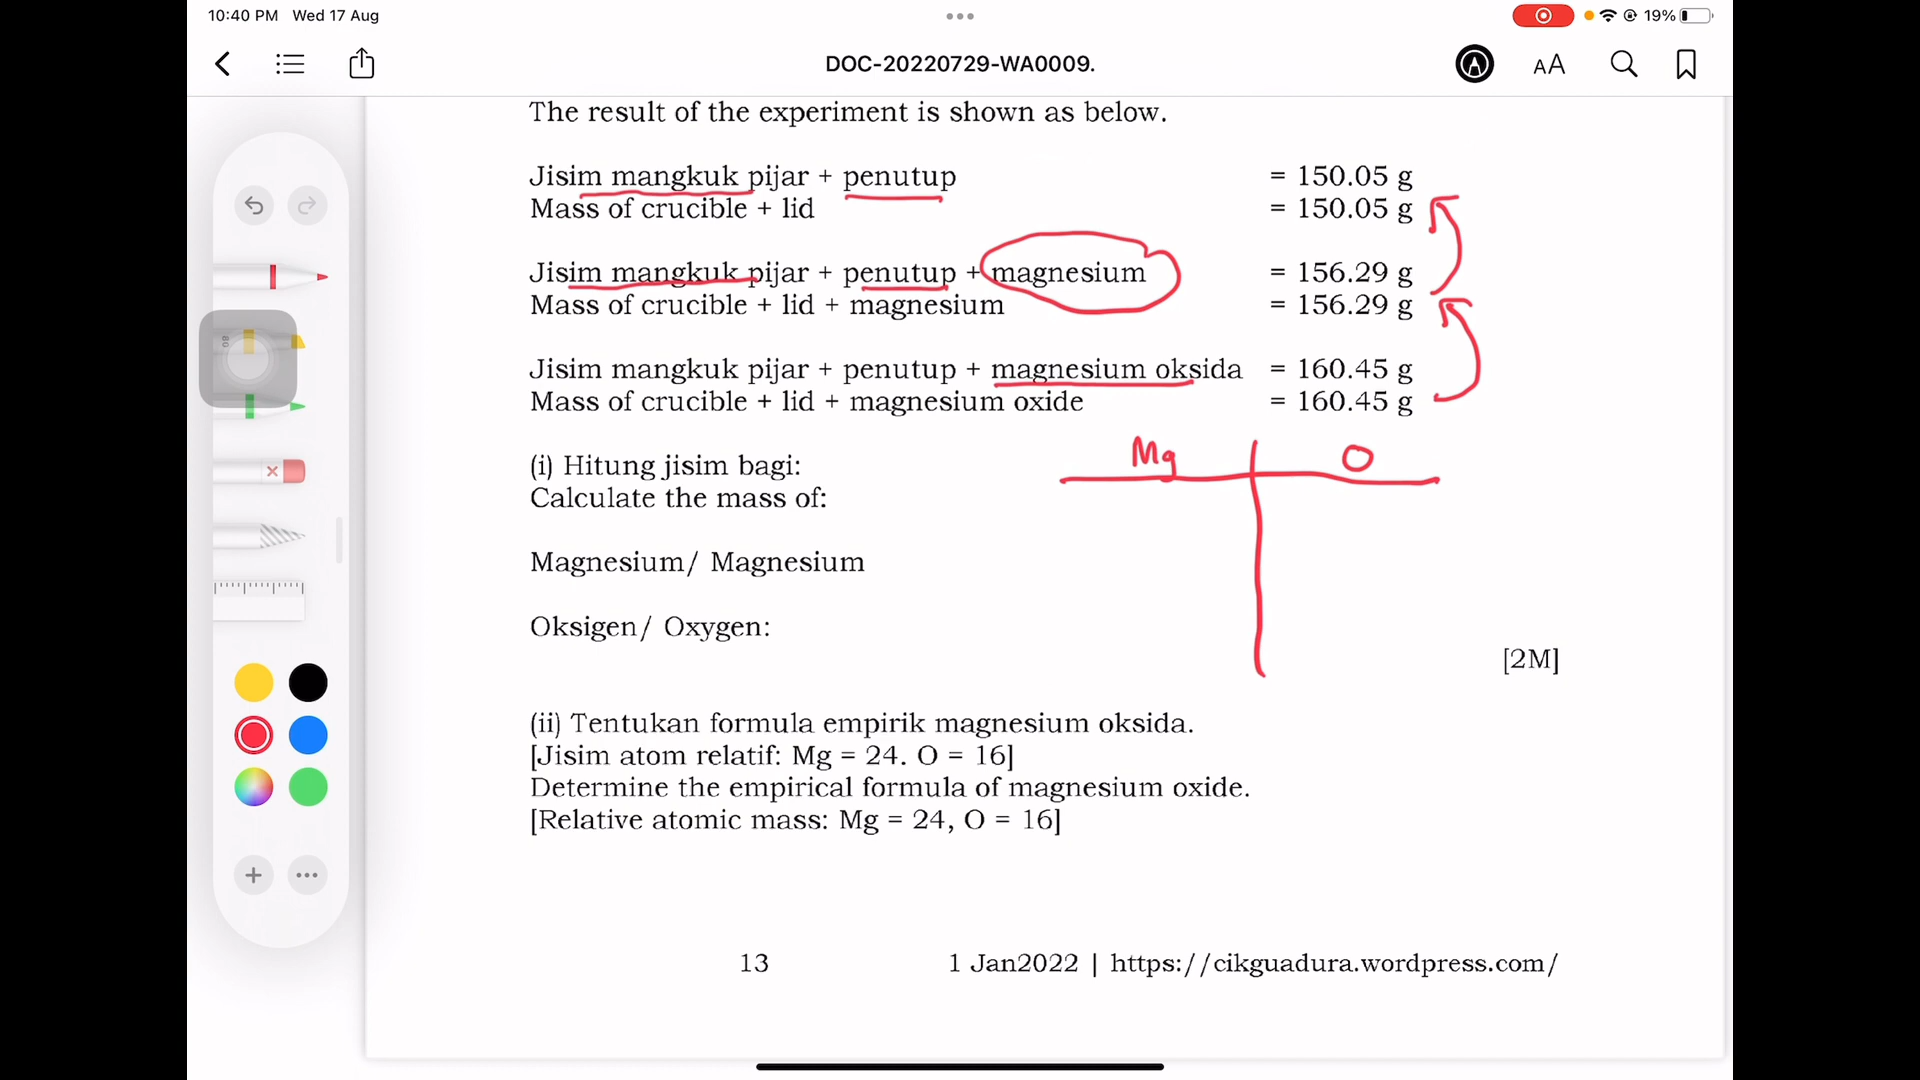 10:40 PM Wed 17 Aug
19%
DOC-20220729-WA0009.
AA
The result of the experiment is shown as below.
Jisim mangkuk pijar + penutup = 150.05 g
Mass of crucible + lid = 150.05 g
Jisim mangkuk pijar + penutup + magnesium = 156.29 g
Mass of crucible + lid + magnesium = 156.29 g
Jisim mangkuk pijar + penutup + magnesium oksida = 160.45 g
Mass of crucible + lid + magnesium oxide = 160.45 g
Mg O
(i) Hitung jisim bagi:
Calculate the mass of:
Magnesium/ Magnesium
Oksigen/ Oxygen:
[2M]
(ii) Tentukan formula empirik magnesium oksida.
[Jisim atom relatif: Mg = 24. O = 16]
Determine the empirical formula of magnesium oxide.
[Relative atomic mass: Mg = 24, O = 16]
13 1 Jan2022 | https://cikguadura.wordpress.com/
80